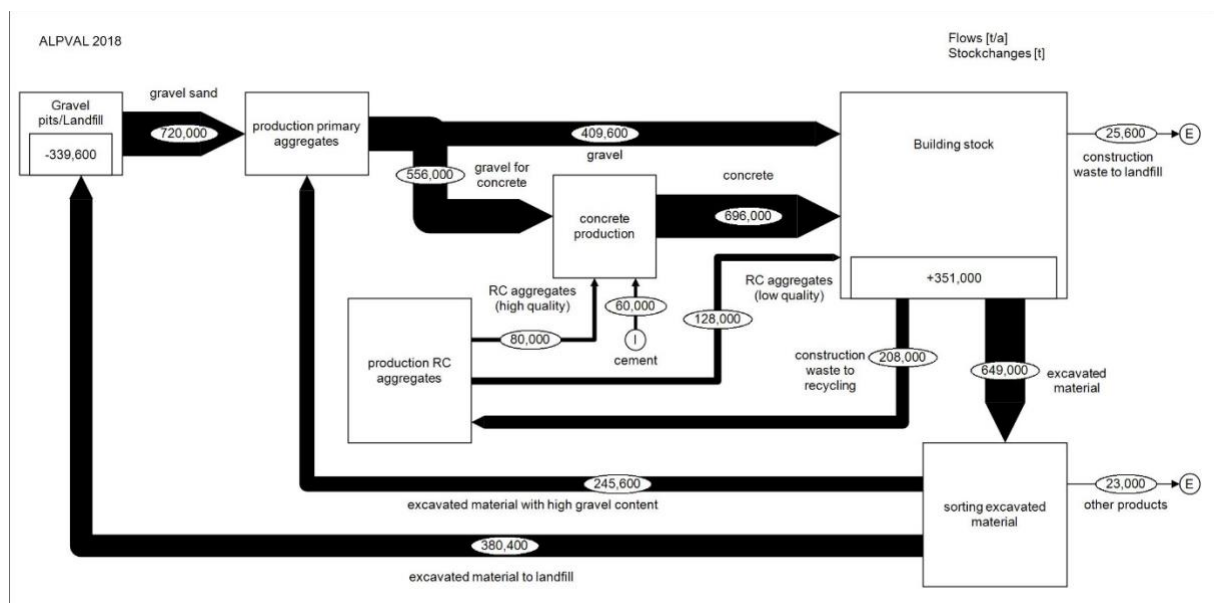 ALPVAL 2018
Flows [t/a]
Stockchanges [t]
Gravel
pits/Landfill
-339,600
gravel sand
720,000
production primary
aggregates
409,600
gravel
556,000
gravel for
concrete
concrete
production
concrete
696,000
Building stock
+351,000
25,600
E
construction
waste to landfill
RC aggregates
(high quality)
80,000
60,000
I
cement
128,000
RC aggregates
(low quality)
production RC
aggregates
construction
waste to
recycling
208,000
649,000
excavated
material
245,600
excavated material with high gravel content
sorting excavated
material
23,000
E
other products
380,400
excavated material to landfill